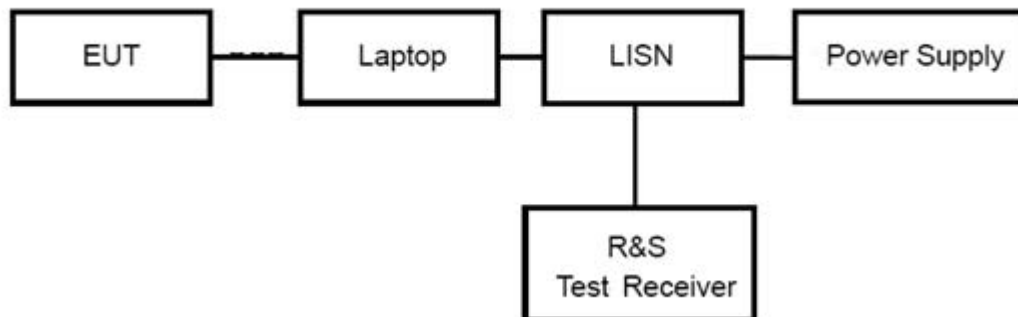 EUT
Laptop
LISN
Power Supply
R&S
Test Receiver